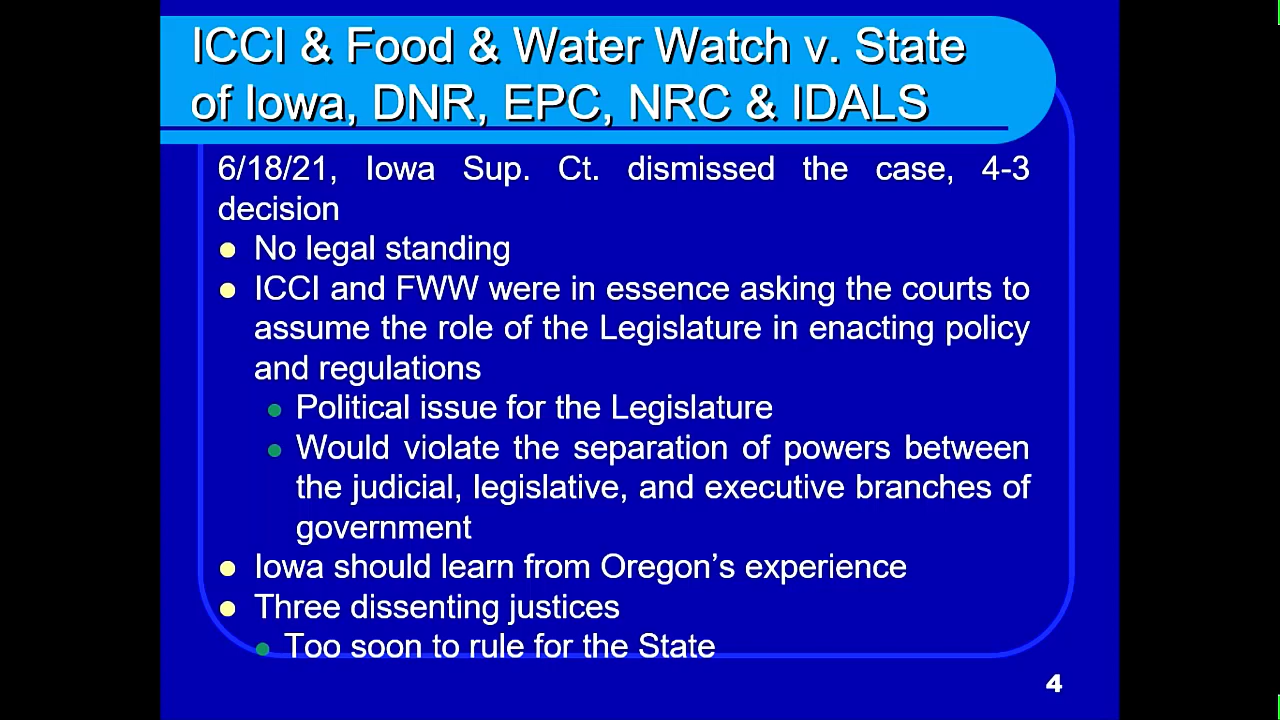 ICCI & Food & Water Watch v. State
of Iowa, DNR, EPC, NRC & IDALS
6/18/21, Iowa Sup. Ct. dismissed the case, 4-3
decision
No legal standing
ICCI and FWW were in essence asking the courts to
assume the role of the Legislature in enacting policy
and regulations
Political issue for the Legislature
Would violate the separation of powers between
the judicial, legislative, and executive branches of
government
Iowa should learn from Oregon’s experience
Three dissenting justices
Too soon to rule for the State
4